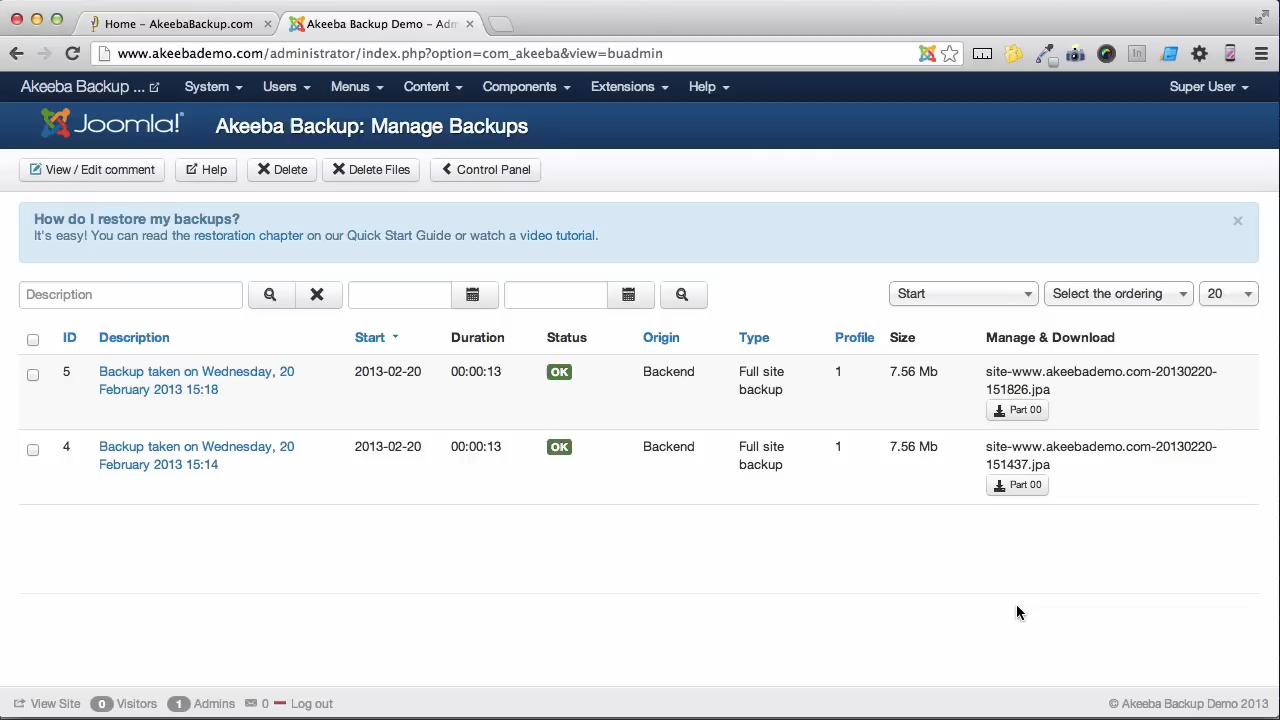 Home – AkeebaBackup.com
Akeeba Backup Demo – Adm
www.akeebademo.com/administrator/index.php?option=com_akeeba&view=buadmin
Akeeba Backup ... System Users Menus Content Components Extensions Help Super User
Joomla!® Akeeba Backup: Manage Backups
View / Edit comment Help Delete Delete Files Control Panel
How do I restore my backups?
It's easy! You can read the restoration chapter on our Quick Start Guide or watch a video tutorial.
Description Start Select the ordering 20
ID Description Start Duration Status Origin Type Profile Size Manage & Download
5 Backup taken on Wednesday, 20 2013-02-20 00:00:13 OK Backend Full site 1 7.56 Mb site-www.akeebademo.com-20130220-
February 2013 15:18 backup 151826.jpa
Part 00
4 Backup taken on Wednesday, 20 2013-02-20 00:00:13 OK Backend Full site 1 7.56 Mb site-www.akeebademo.com-20130220-
February 2013 15:14 backup 151437.jpa
Part 00
View Site 0 Visitors 1 Admins 0 Log out © Akeeba Backup Demo 2013